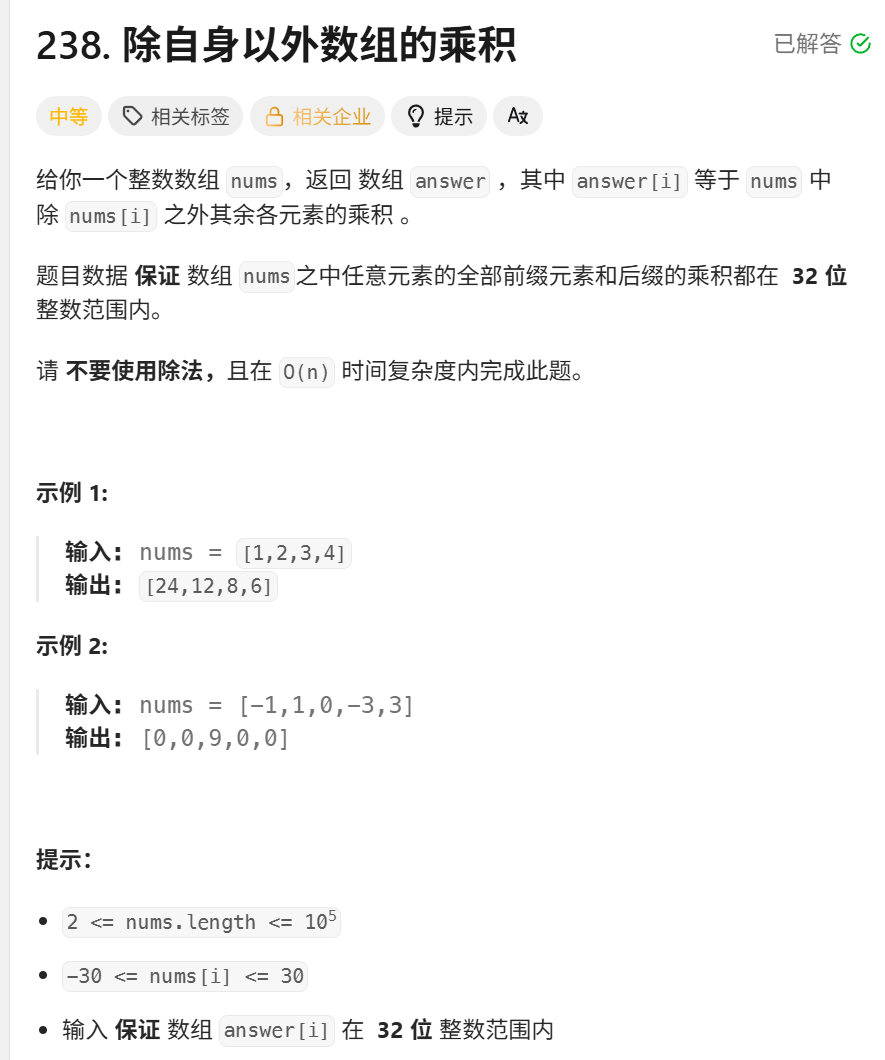 238. 除自身以外数组的乘积
已解答
中等 相关标签 相关企业 提示 Ax
给你一个整数数组 nums，返回 数组 answer ，其中 answer[i] 等于 nums 中
除 nums[i] 之外其余各元素的乘积 。
题目数据 保证 数组 nums之中任意元素的全部前缀元素和后缀的乘积都在 32 位
整数范围内。
请 不要使用除法，且在 O(n) 时间复杂度内完成此题。
示例 1:
输入： nums = [1,2,3,4]
输出： [24,12,8,6]
示例 2:
输入： nums = [-1,1,0,-3,3]
输出： [0,0,9,0,0]
提示：
• 2 <= nums.length <= 10⁵
• -30 <= nums[i] <= 30
• 输入 保证 数组 answer[i] 在 32 位 整数范围内